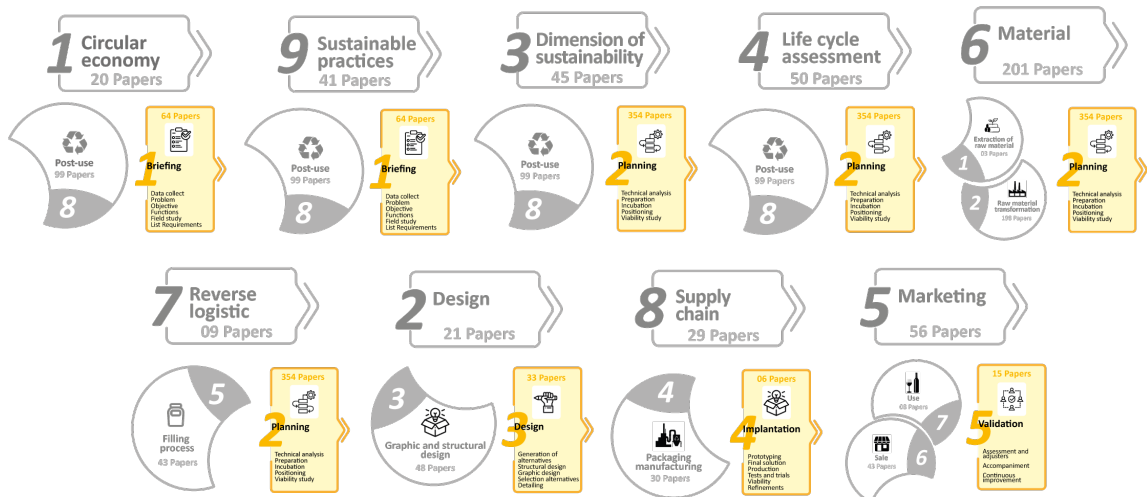 1
Circular
economy
20 Papers
Post-use
99 Papers
8
64 Papers
1
Briefing
Data collect
Problem
Objective
Functions
Field study
List Requirements
9
Sustainable
practices
41 Papers
Post-use
99 Papers
8
64 Papers
1
Briefing
Data collect
Problem
Objective
Functions
Field study
List Requirements
3
Dimension of
sustainability
45 Papers
Post-use
99 Papers
8
354 Papers
2
Planning
Technical analysis
Preparation
Incubation
Positioning
Viability study
4
Life cycle
assessment
50 Papers
Post-use
99 Papers
8
354 Papers
2
Planning
Technical analysis
Preparation
Incubation
Positioning
Viability study
6
Material
201 Papers
Extraction of
raw material
03 Papers
1
2
Raw material
transformation
198 Papers
354 Papers
2
Planning
Technical analysis
Preparation
Incubation
Positioning
Viability study
7
Reverse
logistic
09 Papers
5
Filling
process
43 Papers
354 Papers
2
Planning
Technical analysis
Preparation
Incubation
Positioning
Viability study
2
Design
21 Papers
3
Graphic and structural
design
48 Papers
33 Papers
3
Design
Generation of
alternatives
Structural design
Graphic design
Selection alternatives
Detailing
8
Supply
chain
29 Papers
4
Packaging
manufacturing
30 Papers
06 Papers
4
Implantation
Prototyping
Final solution
Production
Tests and trials
Viability
Refinements
5
Marketing
56 Papers
Use
08 Papers
7
Sale
43 Papers
6
15 Papers
5
Validation
Assessment and
adjusters
Accompaniment
Continuous
improvement